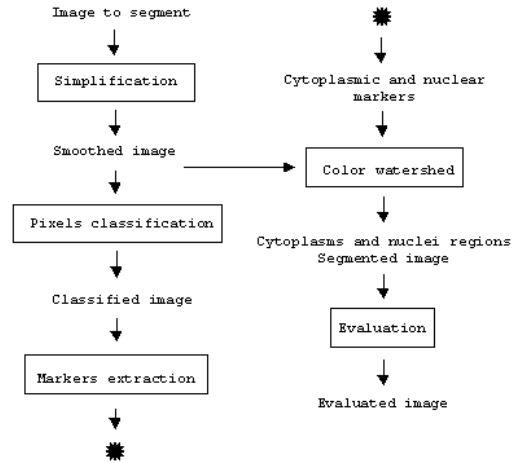 Image to segment
Simplification
Smoothed image
Pixels classification
Classified image
Markers extraction
Cytoplasmic and nuclear
markers
Color watershed
Cytoplasms and nuclei regions
Segmented image
Evaluation
Evaluated image